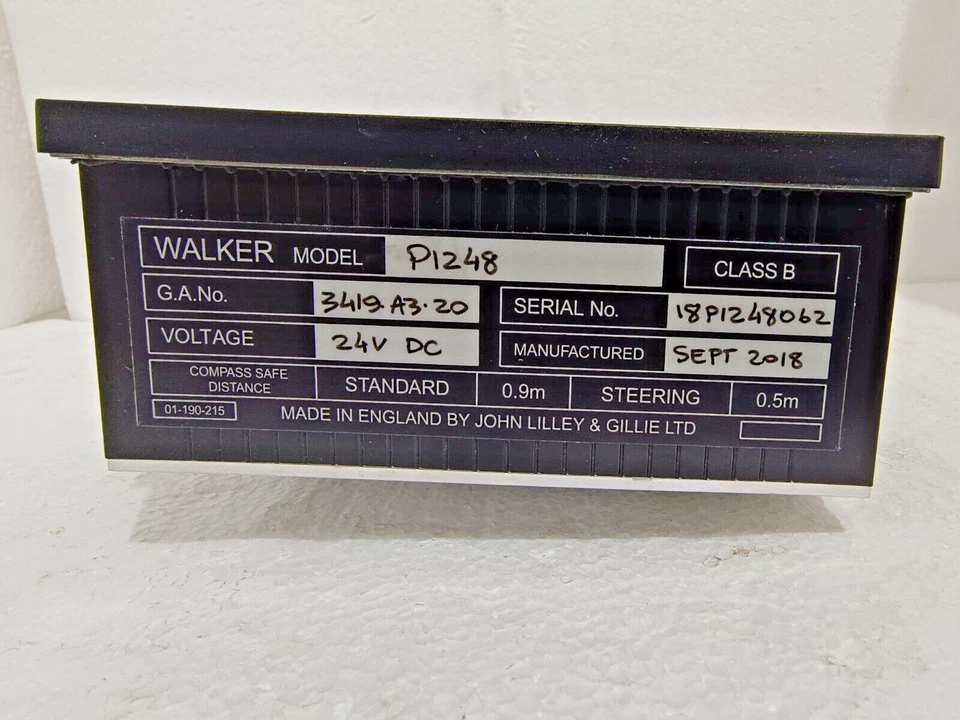 WALKER MODEL P1248 CLASS B
G.A.No. 3419.A3.20 SERIAL No. 18P1248062
VOLTAGE 24V DC MANUFACTURED SEPT 2018
COMPASS SAFE DISTANCE STANDARD 0.9m STEERING 0.5m
01-190-215 MADE IN ENGLAND BY JOHN LILLEY & GILLIE LTD